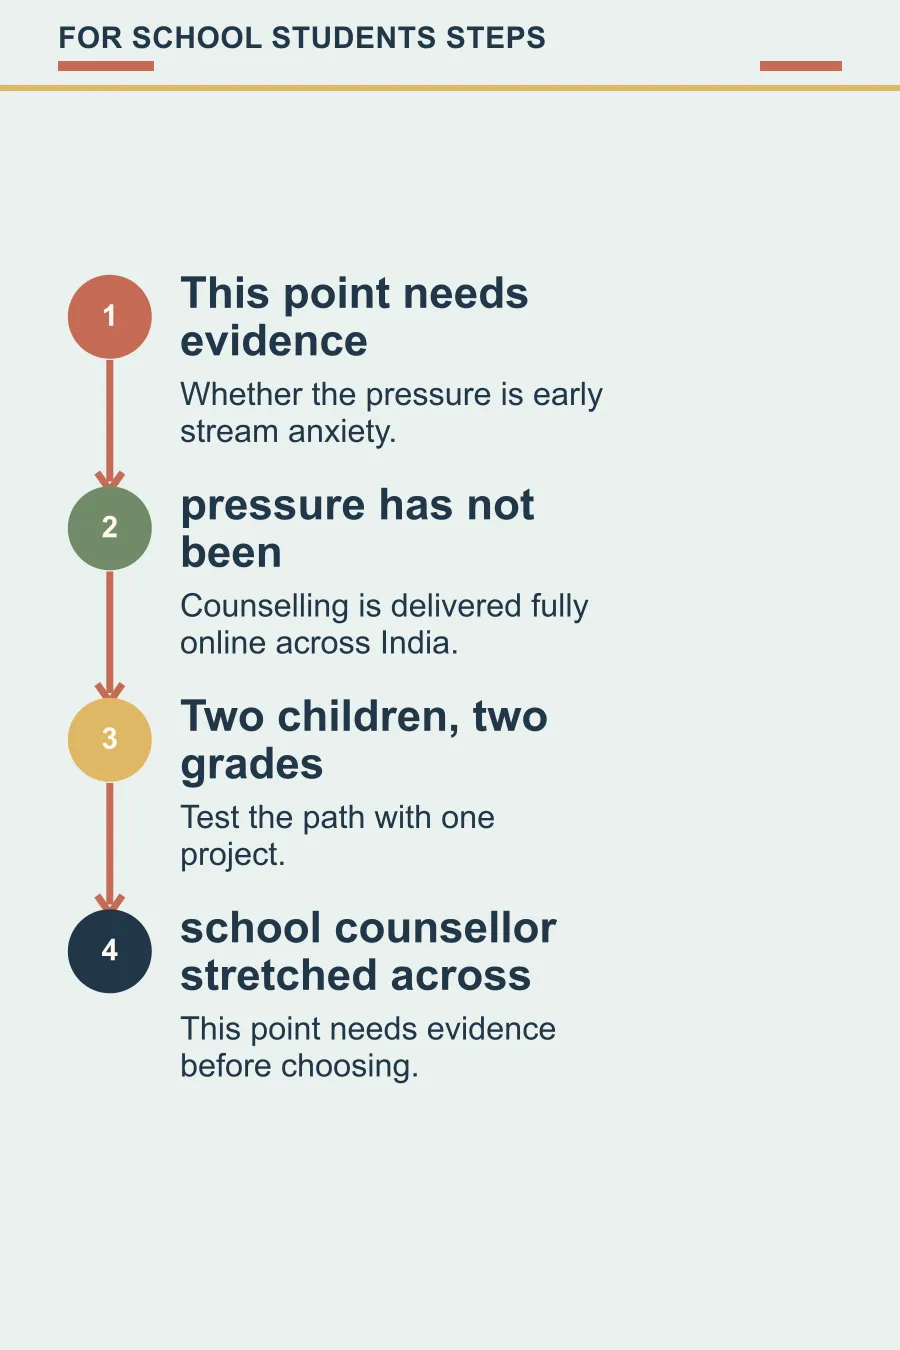 FOR SCHOOL STUDENTS STEPS
1
This point needs
evidence
Whether the pressure is early
stream anxiety.
2
pressure has not
been
Counselling is delivered fully
online across India.
3
Two children, two
grades
Test the path with one
project.
4
school counsellor
stretched across
This point needs evidence
before choosing.